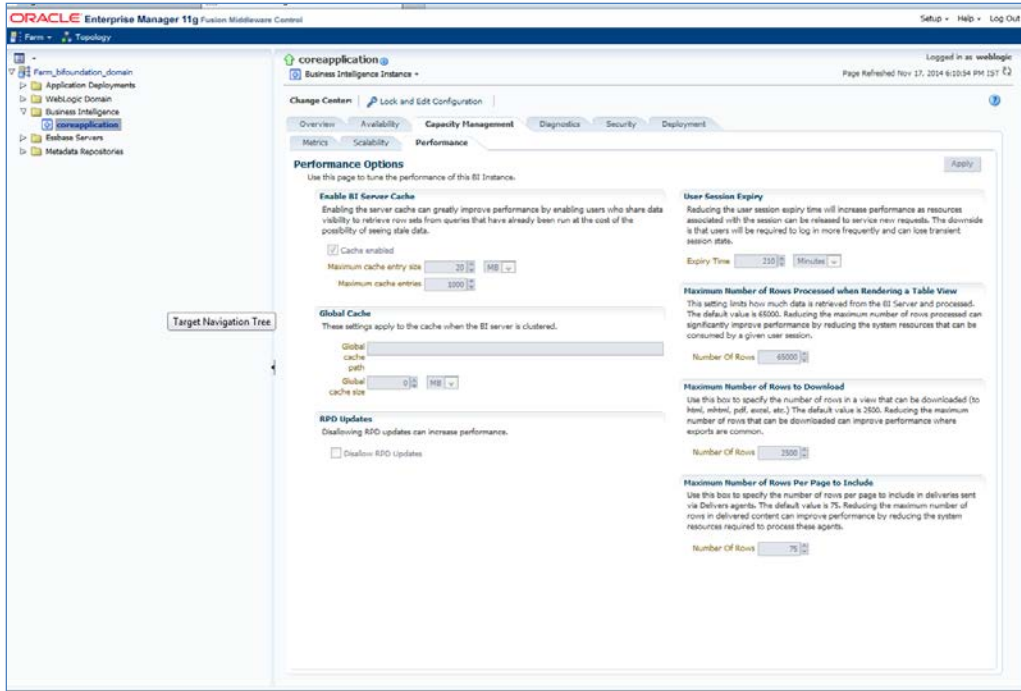 ORACLE Enterprise Manager 11g Fusion Middleware Control
Setup Help Log Out
Farm Topology
Farm_bifoundation_domain
Application Deployments
WebLogic Domain
Business Intelligence
coreapplication
Essbase Servers
Metadata Repositories
Target Navigation Tree
coreapplication
Business Intelligence Instance
Logged in as weblogic
Page Refreshed Nov 17, 2014 6:10:54 PM IST
Change Center: Lock and Edit Configuration
Overview Availability Capacity Management Diagnostics Security Deployment
Metrics Scalability Performance
Performance Options
Apply
Use this page to tune the performance of this BI Instance.
Enable BI Server Cache
Enabling the server cache can greatly improve performance by enabling users who share data
visibility to retrieve row sets from queries that have already been run at the cost of the
possibility of seeing stale data.
Cache enabled
Maximum cache entry size 20 MB
Maximum cache entries 1000
Global Cache
These settings apply to the cache when the BI server is clustered.
Global
cache
path
Global 0 MB
cache size
RPD Updates
Disallowing RPD updates can increase performance.
Disallow RPD Updates
User Session Expiry
Reducing the user session expiry time will increase performance as resources
associated with the session can be released to service new requests. The downside
is that users will be required to log in more frequently and can lose transient
session state.
Expiry Time 210 Minutes
Maximum Number of Rows Processed when Rendering a Table View
This setting limits how much data is retrieved from the BI Server and processed.
The default value is 65000. Reducing the maximum number of rows processed can
significantly improve performance by reducing the system resources that can be
consumed by a given user session.
Number Of Rows 65000
Maximum Number of Rows to Download
Use this box to specify the number of rows in a view that can be downloaded (to
html, mhtml, pdf, excel, etc.) The default value is 2500. Reducing the maximum
number of rows that can be downloaded can improve performance where
exports are common.
Number Of Rows 2500
Maximum Number of Rows Per Page to Include
Use this box to specify the number of rows per page to include in deliveries sent
via Delivers agents. The default value is 75. Reducing the maximum number of
rows in delivered content can improve performance by reducing the system
resources required to process these agents.
Number Of Rows 75